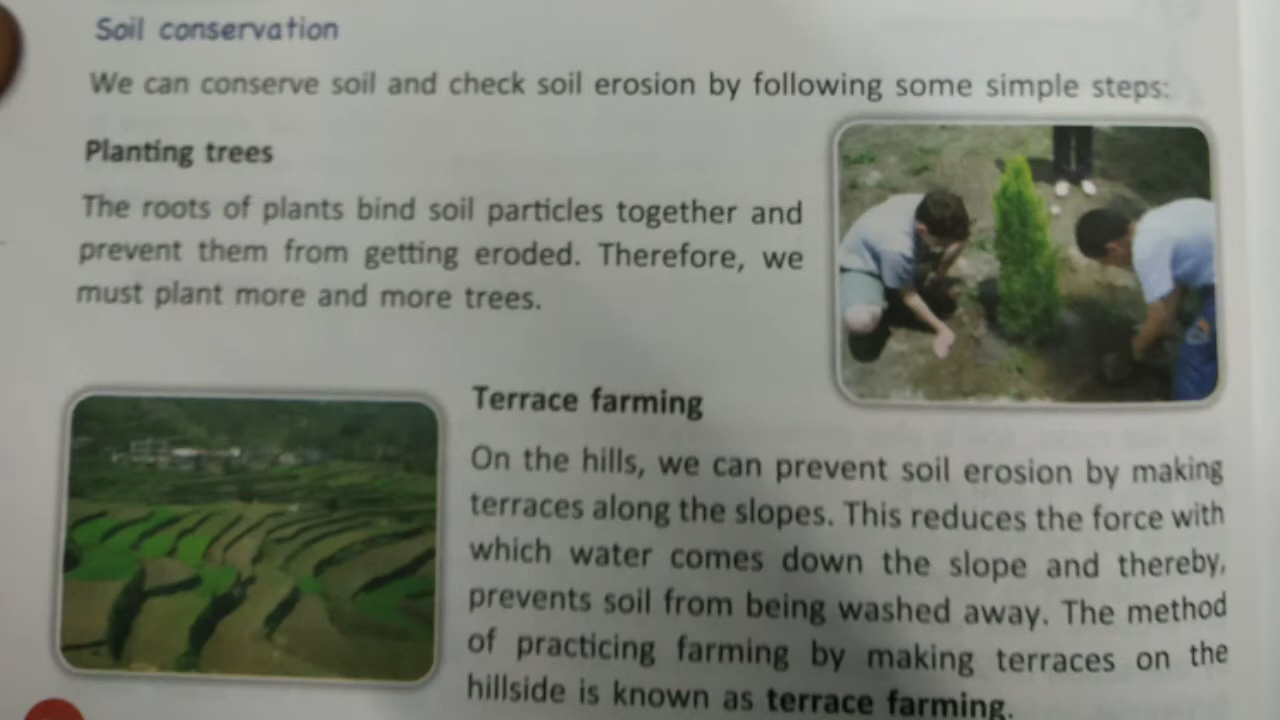 Soil conservation
We can conserve soil and check soil erosion by following some simple steps:
Planting trees
The roots of plants bind soil particles together and
prevent them from getting eroded. Therefore, we
must plant more and more trees.
Terrace farming
On the hills, we can prevent soil erosion by making
terraces along the slopes. This reduces the force with
which water comes down the slope and thereby,
prevents soil from being washed away. The method
of practicing farming by making terraces on the
hillside is known as terrace farming.